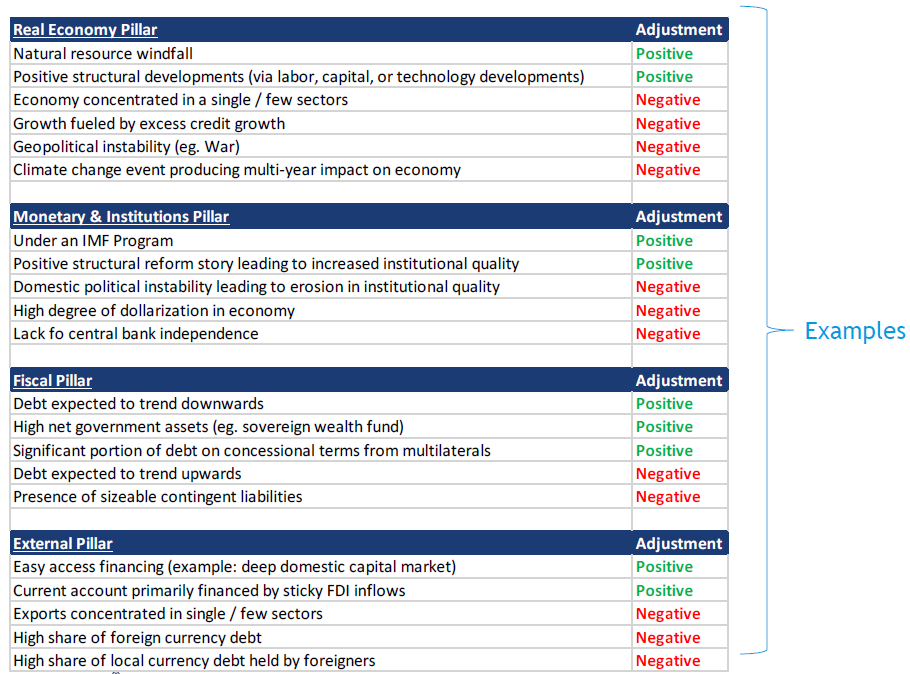 Real Economy Pillar Adjustment
Natural resource windfall Positive
Positive structural developments (via labor, capital, or technology developments) Positive
Economy concentrated in a single / few sectors Negative
Growth fueled by excess credit growth Negative
Geopolitical instability (eg. War) Negative
Climate change event producing multi-year impact on economy Negative
Monetary & Institutions Pillar Adjustment
Under an IMF Program Positive
Positive structural reform story leading to increased institutional quality Positive
Domestic political instability leading to erosion in institutional quality Negative
High degree of dollarization in economy Negative
Lack fo central bank independence Negative
Examples
Fiscal Pillar Adjustment
Debt expected to trend downwards Positive
High net government assets (eg. sovereign wealth fund) Positive
Significant portion of debt on concessional terms from multilaterals Positive
Debt expected to trend upwards Negative
Presence of sizeable contingent liabilities Negative
External Pillar Adjustment
Easy access financing (example: deep domestic capital market) Positive
Current account primarily financed by sticky FDI inflows Positive
Exports concentrated in single / few sectors Negative
High share of foreign currency debt Negative
High share of local currency debt held by foreigners Negative